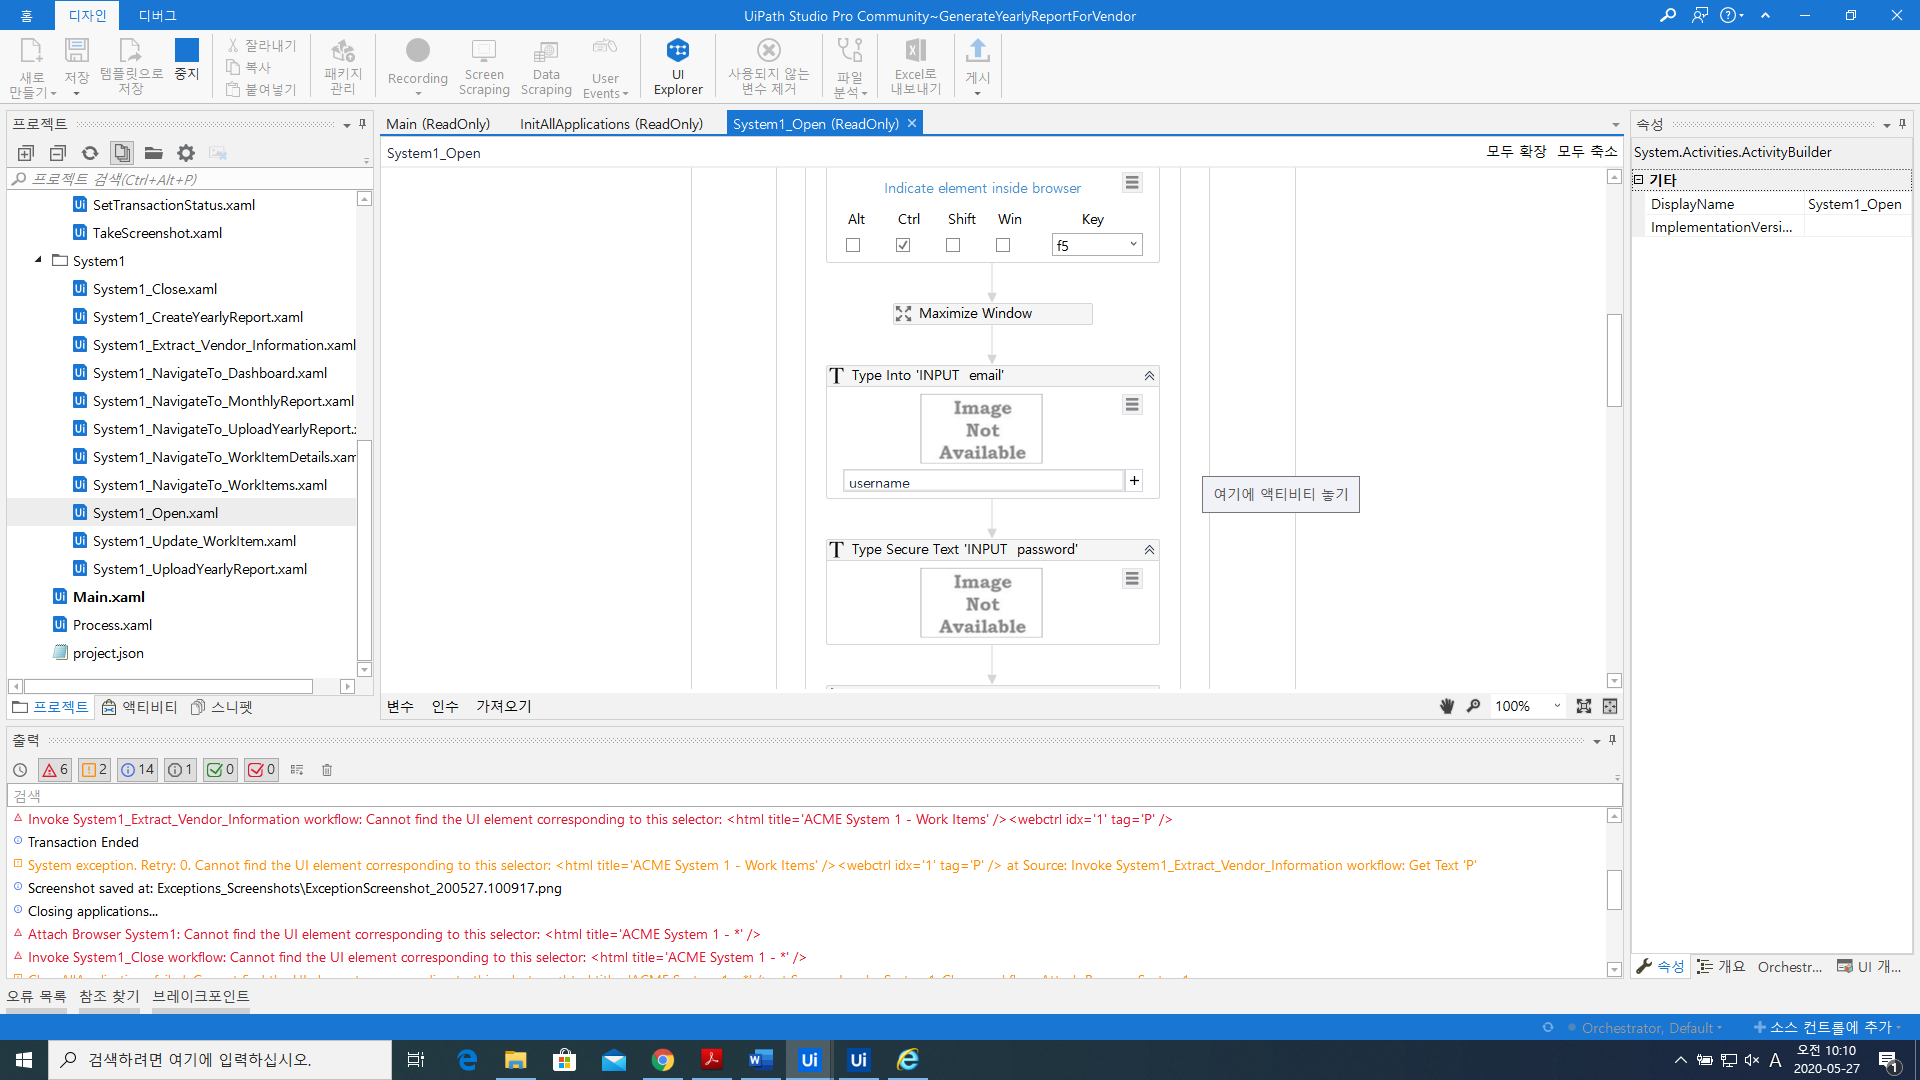 홈
디자인
디버그
UiPath Studio Pro Community~GenerateYearlyReportForVendor
새로 만들기
저장
템플릿으로 저장
중지
잘라내기
복사
붙여넣기
패키지 관리
Recording
Screen Scraping
Data Scraping
User Events
UI Explorer
사용되지 않는 변수 제거
파일 분석
Excel로 내보내기
게시
프로젝트
프로젝트 검색(Ctrl+Alt+P)
SetTransactionStatus.xaml
TakeScreenshot.xaml
System1
System1_Close.xaml
System1_CreateYearlyReport.xaml
System1_Extract_Vendor_Information.xaml
System1_NavigateTo_Dashboard.xaml
System1_NavigateTo_MonthlyReport.xaml
System1_NavigateTo_UploadYearlyReport.
System1_NavigateTo_WorkItemDetails.xam
System1_NavigateTo_WorkItems.xaml
System1_Open.xaml
System1_Update_WorkItem.xaml
System1_UploadYearlyReport.xaml
Main.xaml
Process.xaml
project.json
프로젝트
액티비티
스니펫
Main (ReadOnly)
InitAllApplications (ReadOnly)
System1_Open (ReadOnly)
System1_Open
모두 확장
모두 축소
Indicate element inside browser
Alt Ctrl Shift Win Key
f5
Maximize Window
Type Into 'INPUT  email'
Image
Not
Available
username
여기에 액티비티 놓기
Type Secure Text 'INPUT  password'
Image
Not
Available
변수 인수 가져오기
100%
속성
System.Activities.ActivityBuilder
기타
DisplayName System1_Open
ImplementationVersi...
속성
개요
Orchestr...
UI 개...
출력
6
2
14
1
0
0
검색
Invoke System1_Extract_Vendor_Information workflow: Cannot find the UI element corresponding to this selector: <html title='ACME System 1 - Work Items' /><webctrl idx='1' tag='P' />
Transaction Ended
System exception. Retry: 0. Cannot find the UI element corresponding to this selector: <html title='ACME System 1 - Work Items' /><webctrl idx='1' tag='P' /> at Source: Invoke System1_Extract_Vendor_Information workflow: Get Text 'P'
Screenshot saved at: Exceptions_Screenshots\ExceptionScreenshot_200527.100917.png
Closing applications...
Attach Browser System1: Cannot find the UI element corresponding to this selector: <html title='ACME System 1 - *' />
Invoke System1_Close workflow: Cannot find the UI element corresponding to this selector: <html title='ACME System 1 - *' />
오류 목록 참조 찾기 브레이크포인트
Orchestrator, Default
소스 컨트롤에 추가
검색하려면 여기에 입력하십시오.
A
오전 10:10
2020-05-27
1